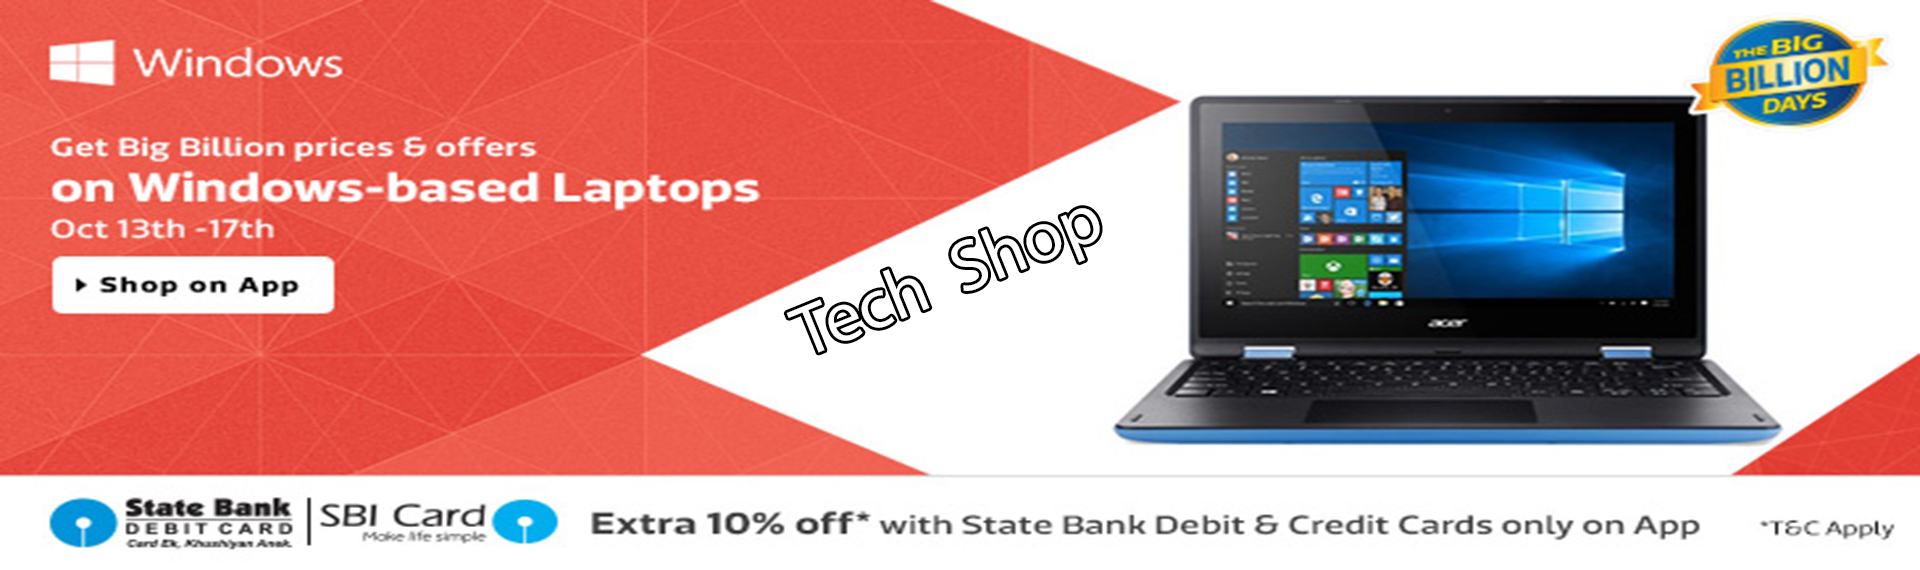 Windows
Get Big Billion prices & offers
on Windows-based Laptops
Oct 13th -17th
Shop on App
Tech Shop
THE BIG
BILLION
DAYS
acer
State Bank
DEBIT CARD
Card Ek, Khushiyan Anek.
SBI Card
Make life simple
Extra 10% off* with State Bank Debit & Credit Cards only on App
*T&C Apply